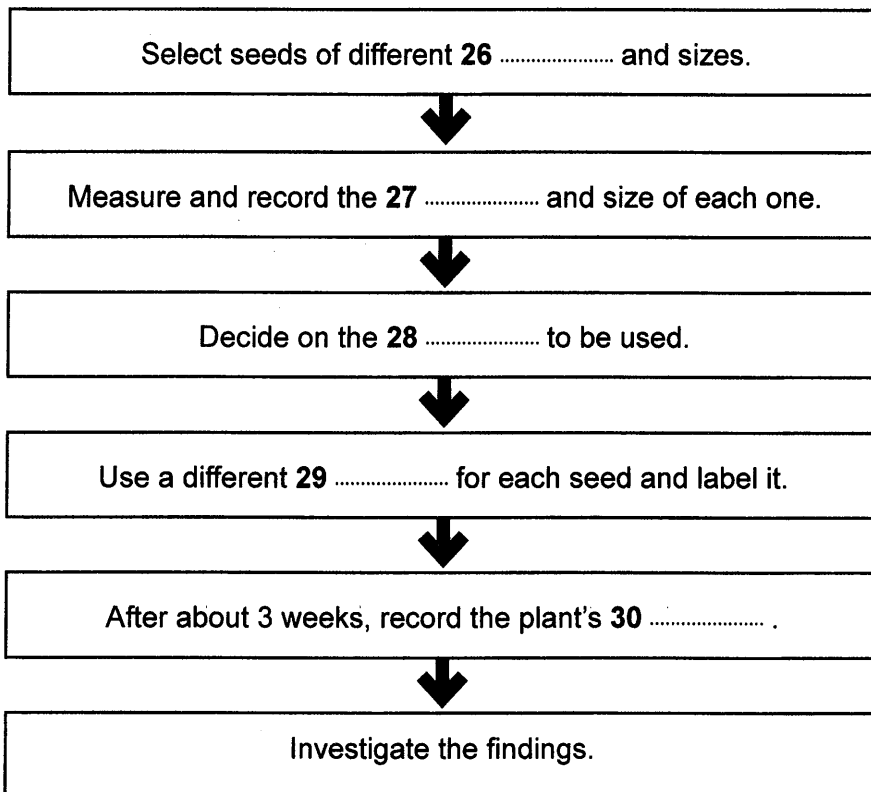 Select seeds of different 26 ...................... and sizes.
Measure and record the 27 ...................... and size of each one.
Decide on the 28 ...................... to be used.
Use a different 29 ...................... for each seed and label it.
After about 3 weeks, record the plant's 30 ...................... .
Investigate the findings.